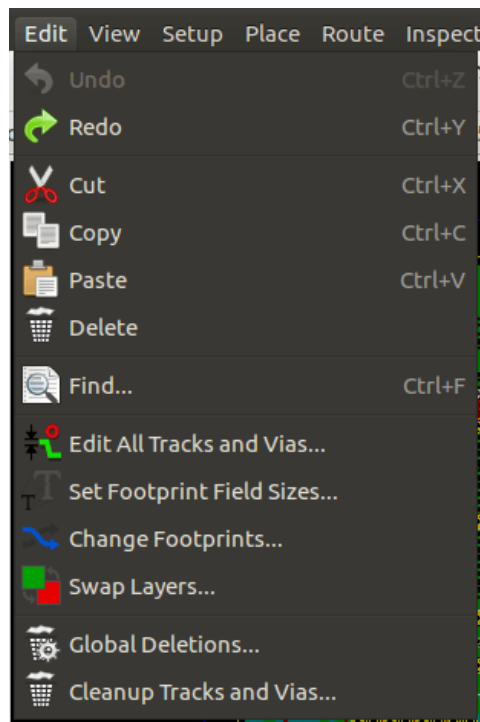 Edit View Setup Place Route Inspect
Undo Ctrl+Z
Redo Ctrl+Y
Cut Ctrl+X
Copy Ctrl+C
Paste Ctrl+V
Delete
Find... Ctrl+F
Edit All Tracks and Vias...
Set Footprint Field Sizes...
Change Footprints...
Swap Layers...
Global Deletions...
Cleanup Tracks and Vias...